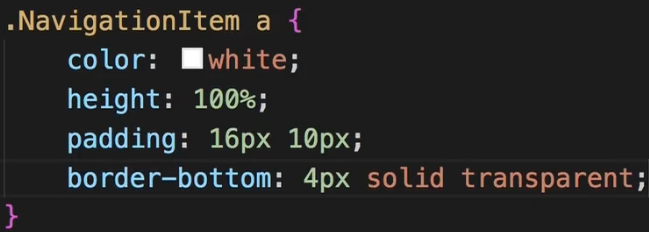 .NavigationItem a {
    color: white;
    height: 100%;
    padding: 16px 10px;
    border-bottom: 4px solid transparent;
}